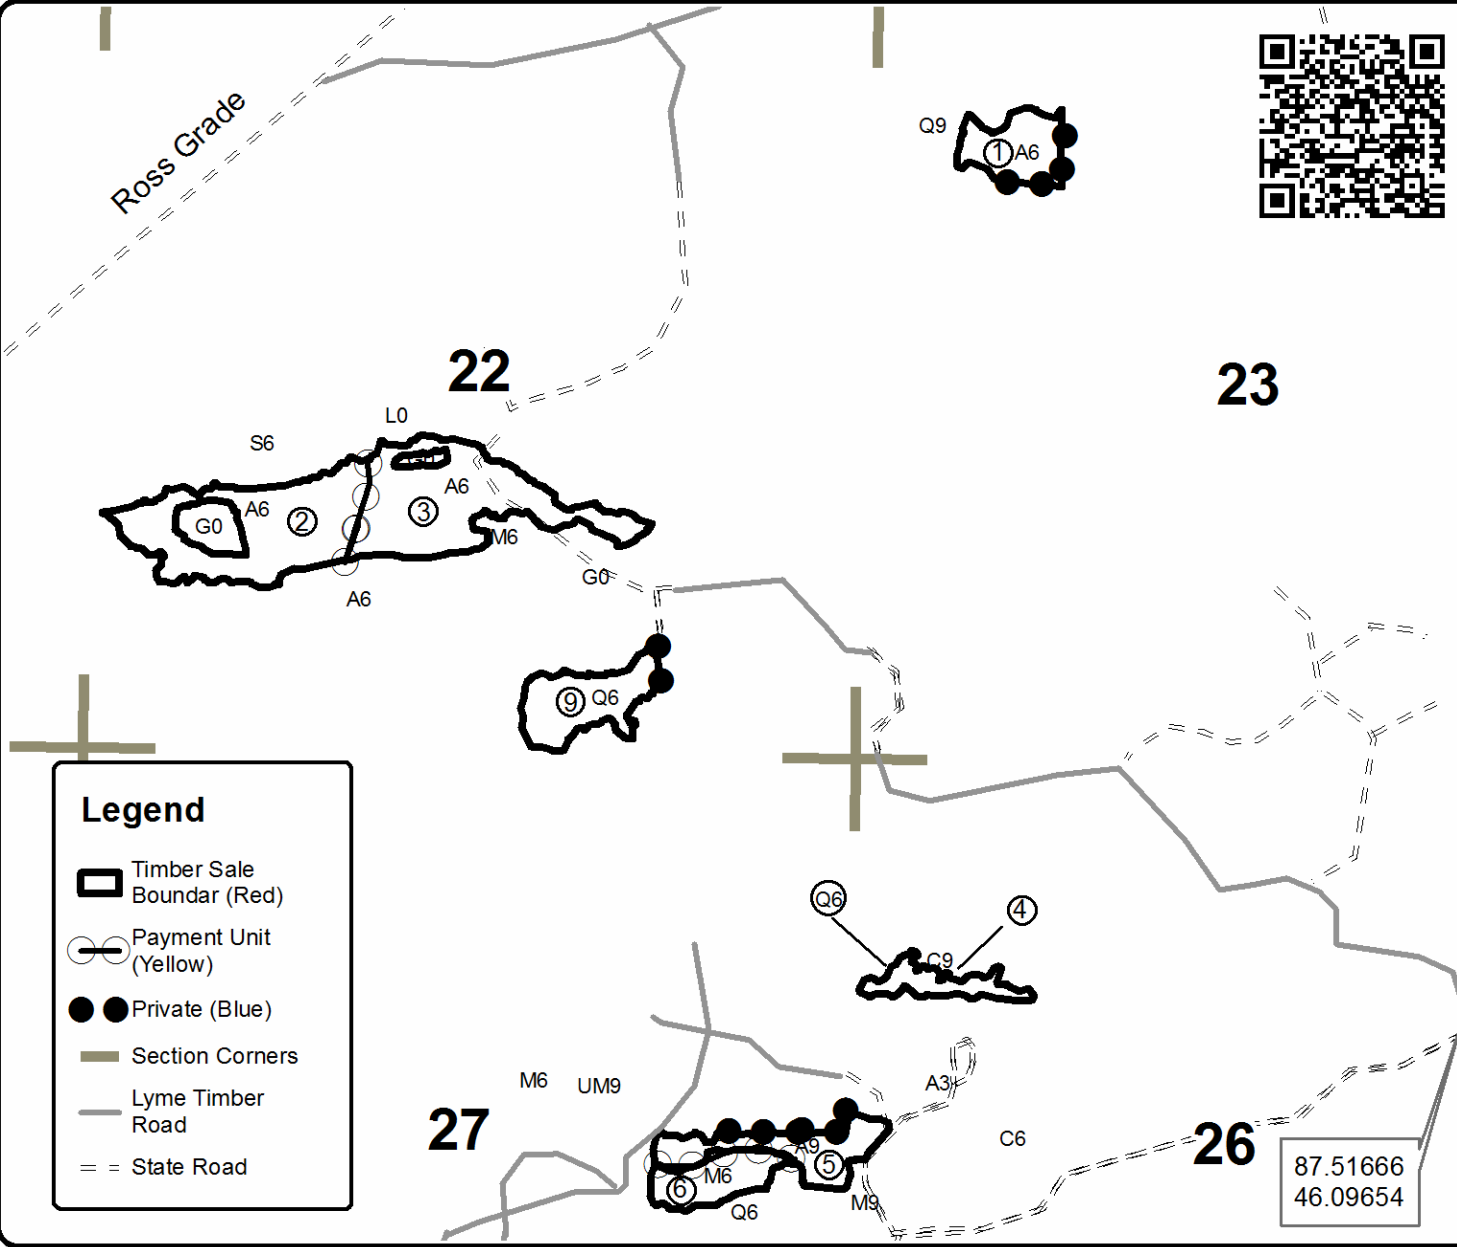 Ross Grade
Q9
1
A6
22
23
L0
S6
A6
A6
3
2
G0
M6
G0
A6
9
Q6
Legend
Timber Sale
Boundar (Red)
Payment Unit
(Yellow)
Private (Blue)
Section Corners
Lyme Timber
Road
State Road
Q6
4
C9
M6
UM9
A3
27
C6
26
A9
5
M6
6
M9
Q6
87.51666
46.09654